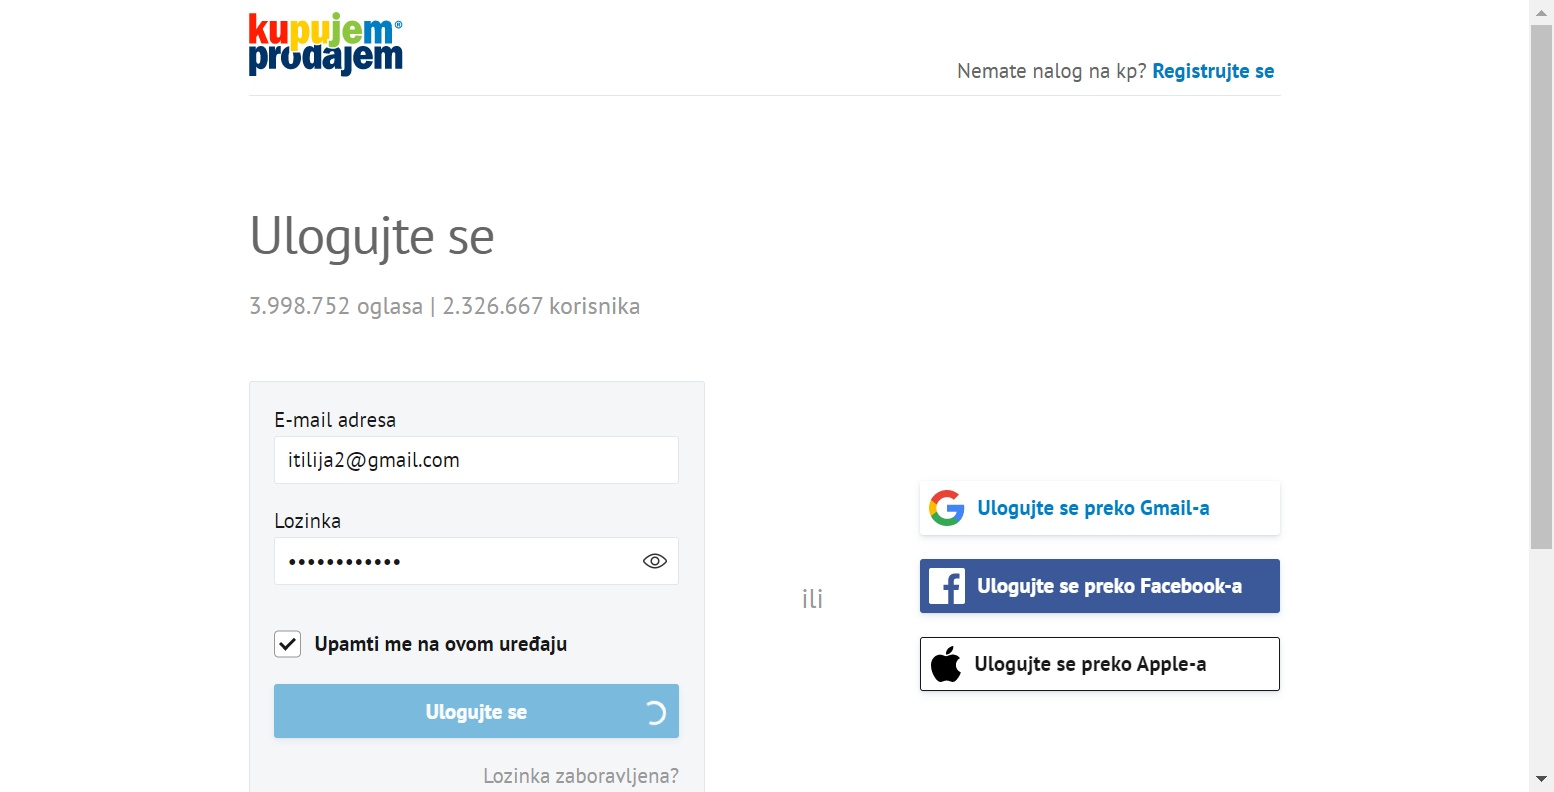 kupujem®
prodajem
Nemate nalog na kp? Registrujte se
Ulogujte se
3.998.752 oglasa | 2.326.667 korisnika
E-mail adresa
itilija2@gmail.com
Lozinka
••••••••••••
Upamti me na ovom uređaju
Ulogujte se
Lozinka zaboravljena?
ili
Ulogujte se preko Gmail-a
Ulogujte se preko Facebook-a
Ulogujte se preko Apple-a